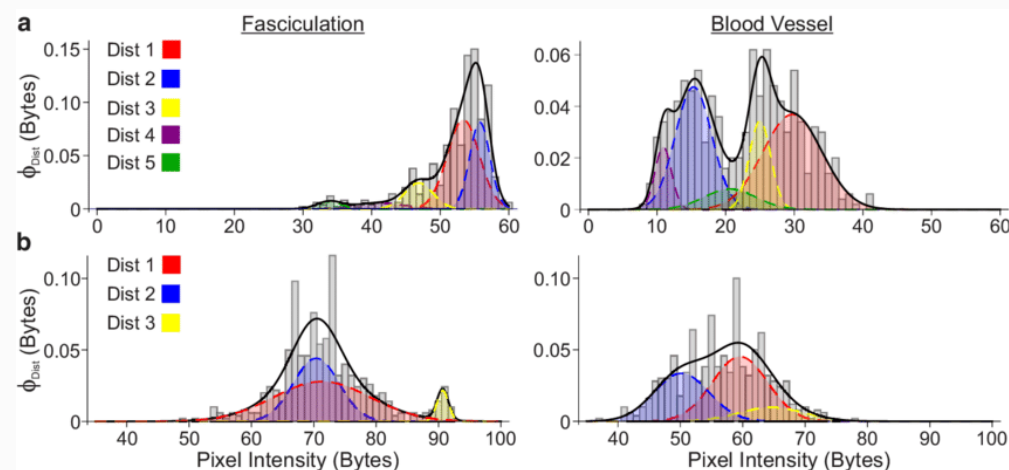 a
Fasciculation
Blood Vessel
ϕDist (Bytes)
0.15
0.10
0.05
0
Dist 1
Dist 2
Dist 3
Dist 4
Dist 5
0 10 20 30 40 50 60
0.06
0.04
0.02
0
0 10 20 30 40 50 60
b
ϕDist (Bytes)
0.10
0.05
0
Dist 1
Dist 2
Dist 3
40 50 60 70 80 90 100
Pixel Intensity (Bytes)
0.10
0.05
0
40 50 60 70 80 90 100
Pixel Intensity (Bytes)